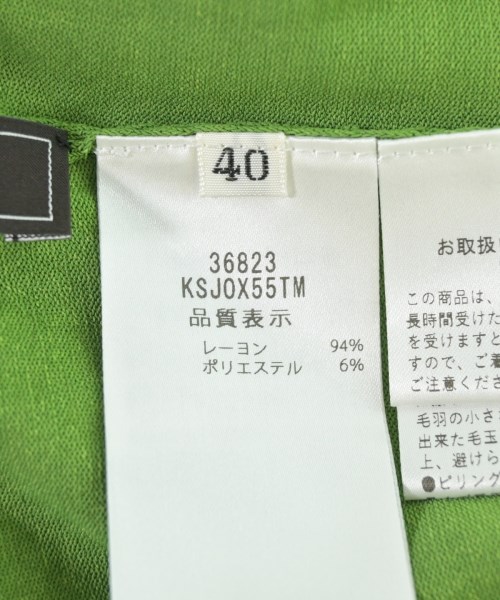 40
36823
KSJOX55TM
品質表示
レーヨン 94%
ポリエステル 6%
お取扱い
この商品は、
長時間受けた
を受けますと
すので、ご着
ご注意くださ
毛羽の小さ
出来た毛玉
上、避けら
●ピリング